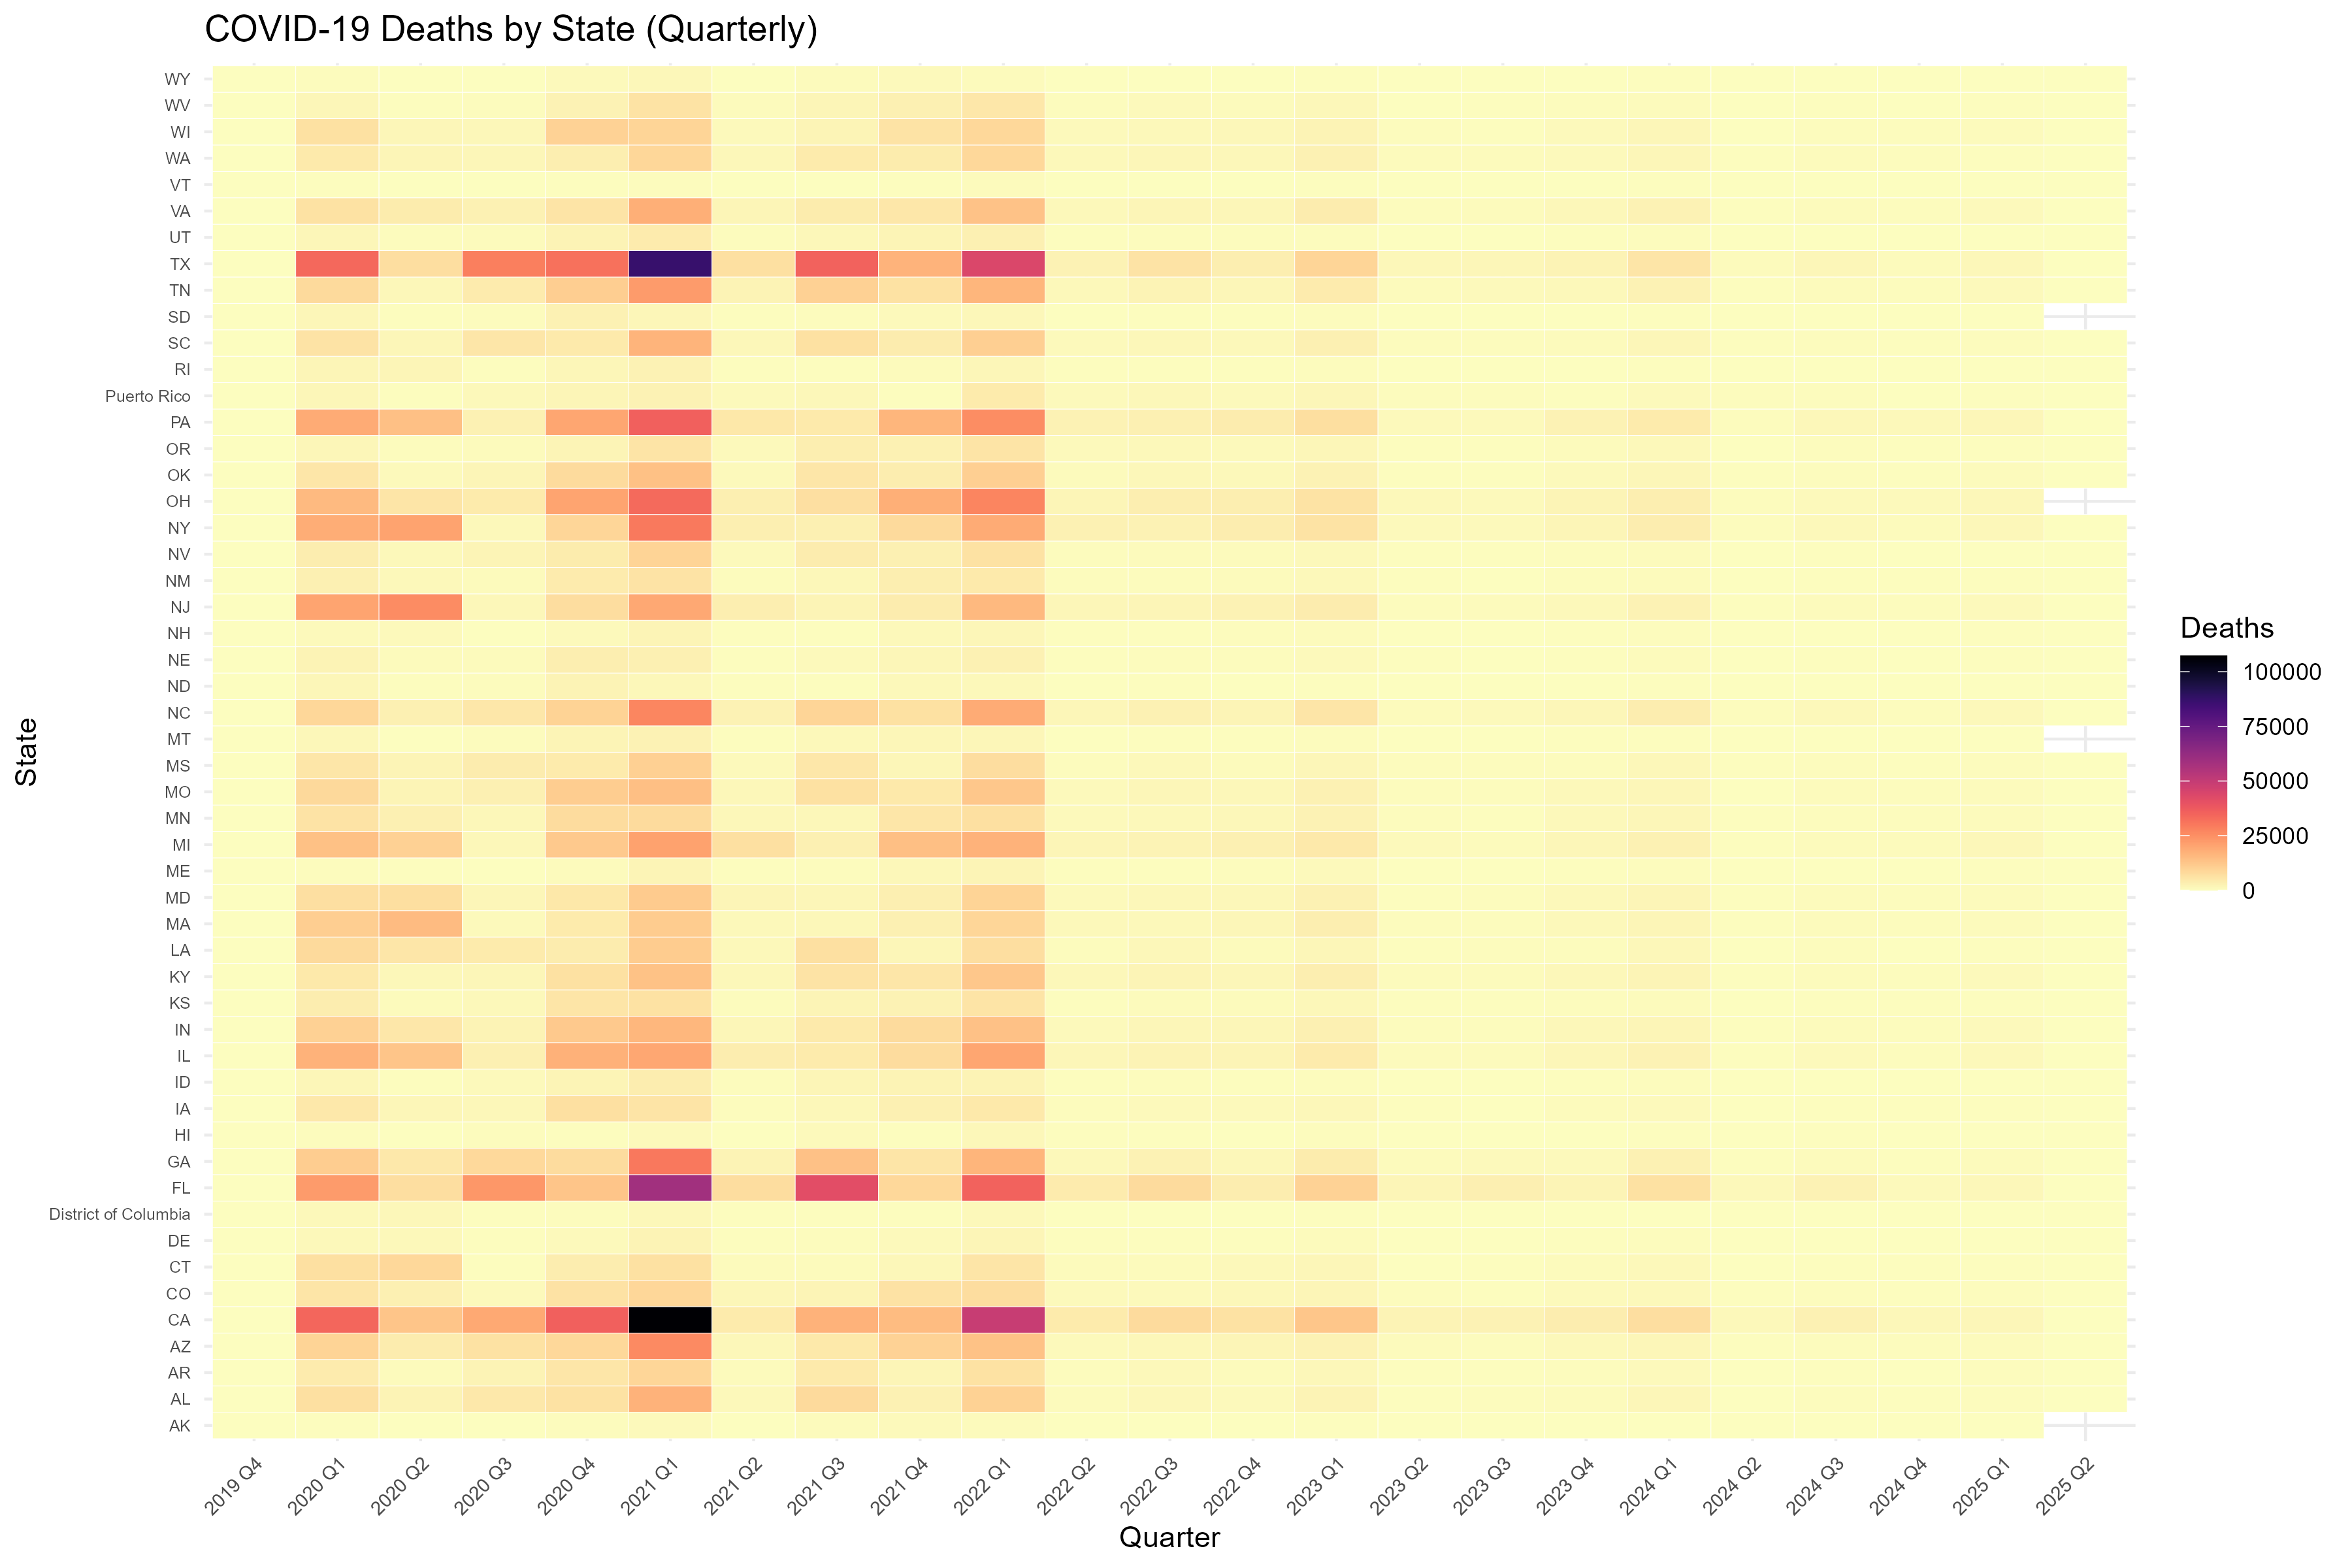 COVID-19 Deaths by State (Quarterly)
State
WY
WV
WI
WA
VT
VA
UT
TX
TN
SD
SC
RI
Puerto Rico
PA
OR
OK
OH
NY
NV
NM
NJ
NH
NE
ND
NC
MT
MS
MO
MN
MI
ME
MD
MA
LA
KY
KS
IN
IL
ID
IA
HI
GA
FL
District of Columbia
DE
CT
CO
CA
AZ
AR
AL
AK
2019 Q4
2020 Q1
2020 Q2
2020 Q3
2020 Q4
2021 Q1
2021 Q2
2021 Q3
2021 Q4
2022 Q1
2022 Q2
2022 Q3
2022 Q4
2023 Q1
2023 Q2
2023 Q3
2023 Q4
2024 Q1
2024 Q2
2024 Q3
2024 Q4
2025 Q1
2025 Q2
Quarter
Deaths
100000
75000
50000
25000
0